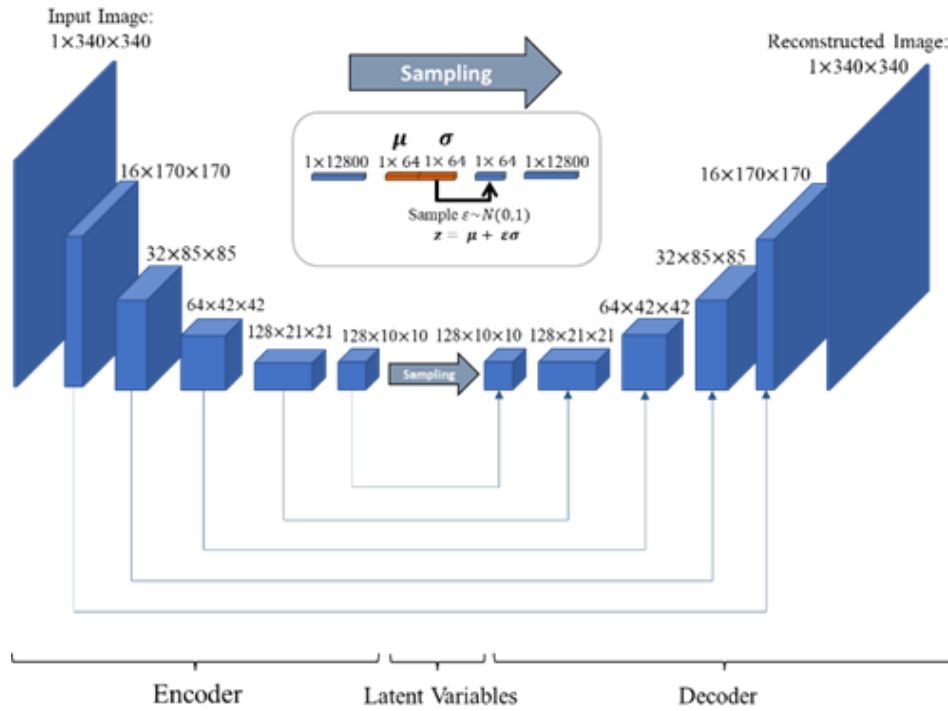 Input Image:
1×340×340
Reconstructed Image:
1×340×340
Sampling
μ σ
1×12800 1× 64 1× 64 1× 64 1×12800
Sample ε~N(0,1)
z = μ + εσ
16×170×170
32×85×85
64×42×42
128×21×21
128×10×10
Sampling
128×10×10
128×21×21
64×42×42
32×85×85
16×170×170
Encoder
Latent Variables
Decoder